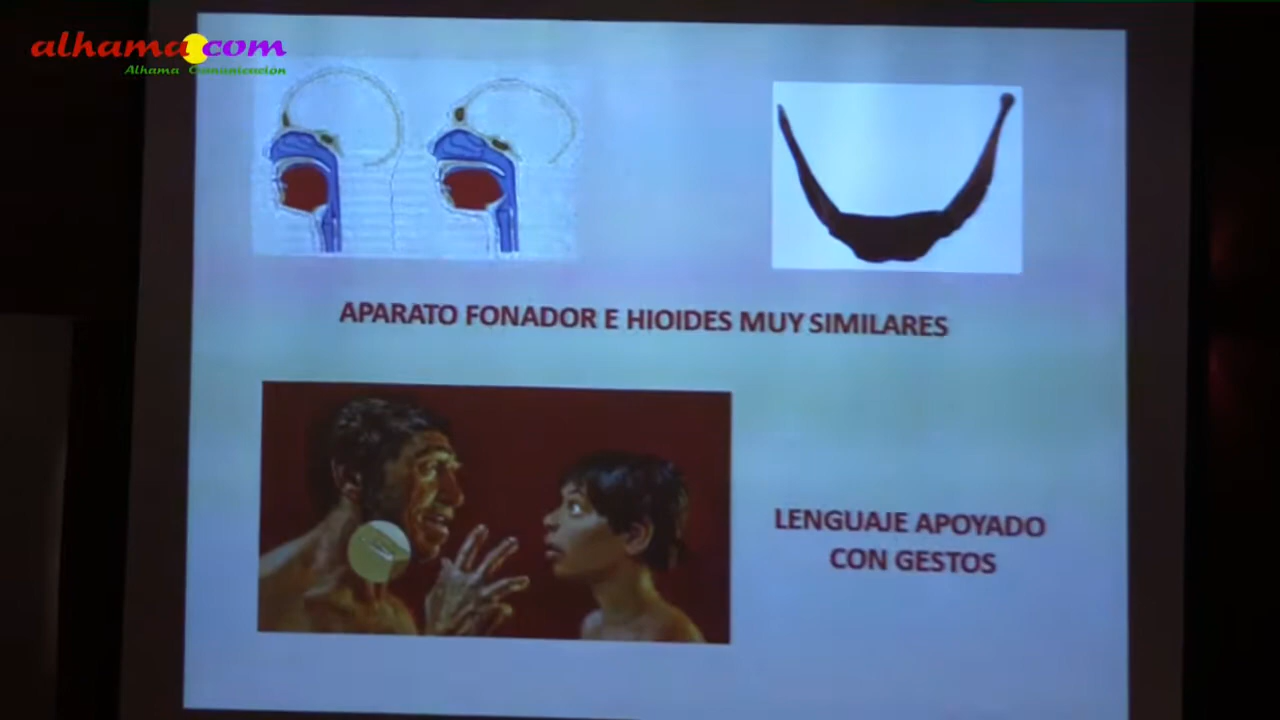 alhama.com
Alhama Comunicación
APARATO FONADOR E HIOIDES MUY SIMILARES
LENGUAJE APOYADO
CON GESTOS